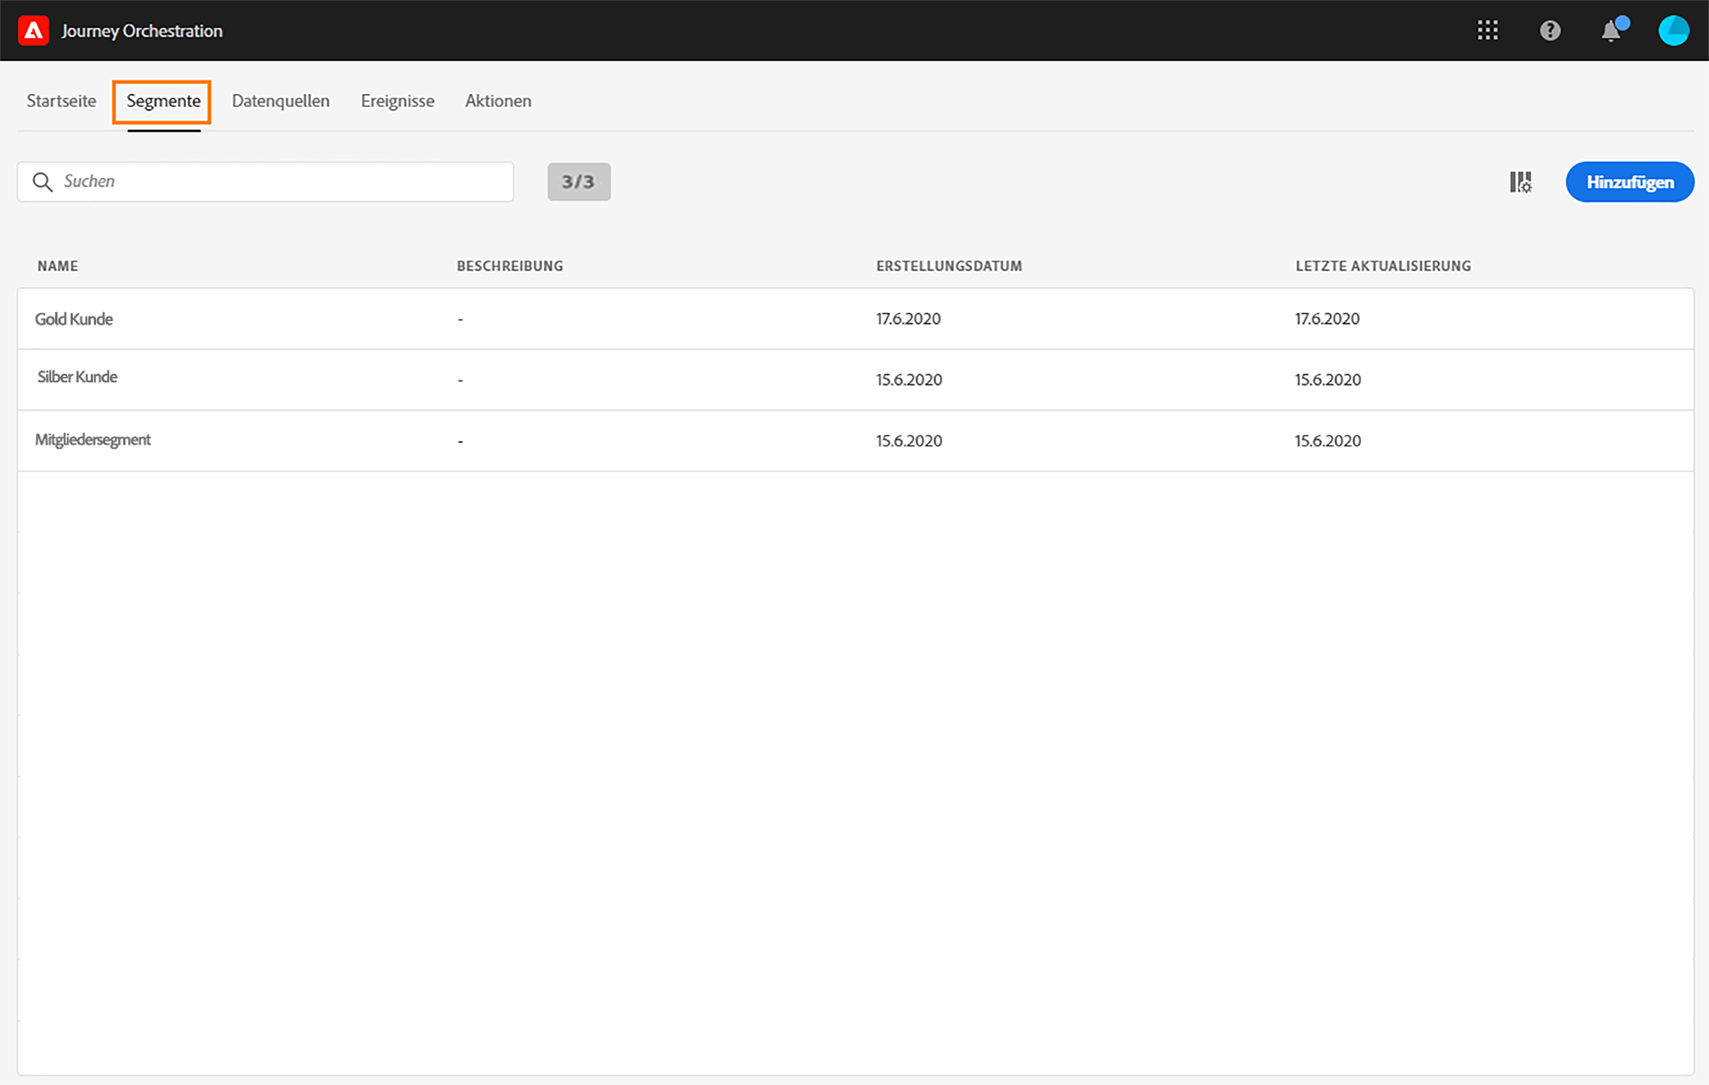 Journey Orchestration
Startseite Segmente Datenquellen Ereignisse Aktionen
Suchen 3/3 Hinzufügen
NAME BESCHREIBUNG ERSTELLUNGSDATUM LETZTE AKTUALISIERUNG
Gold Kunde - 17.6.2020 17.6.2020
Silber Kunde - 15.6.2020 15.6.2020
Mitgliedersegment - 15.6.2020 15.6.2020